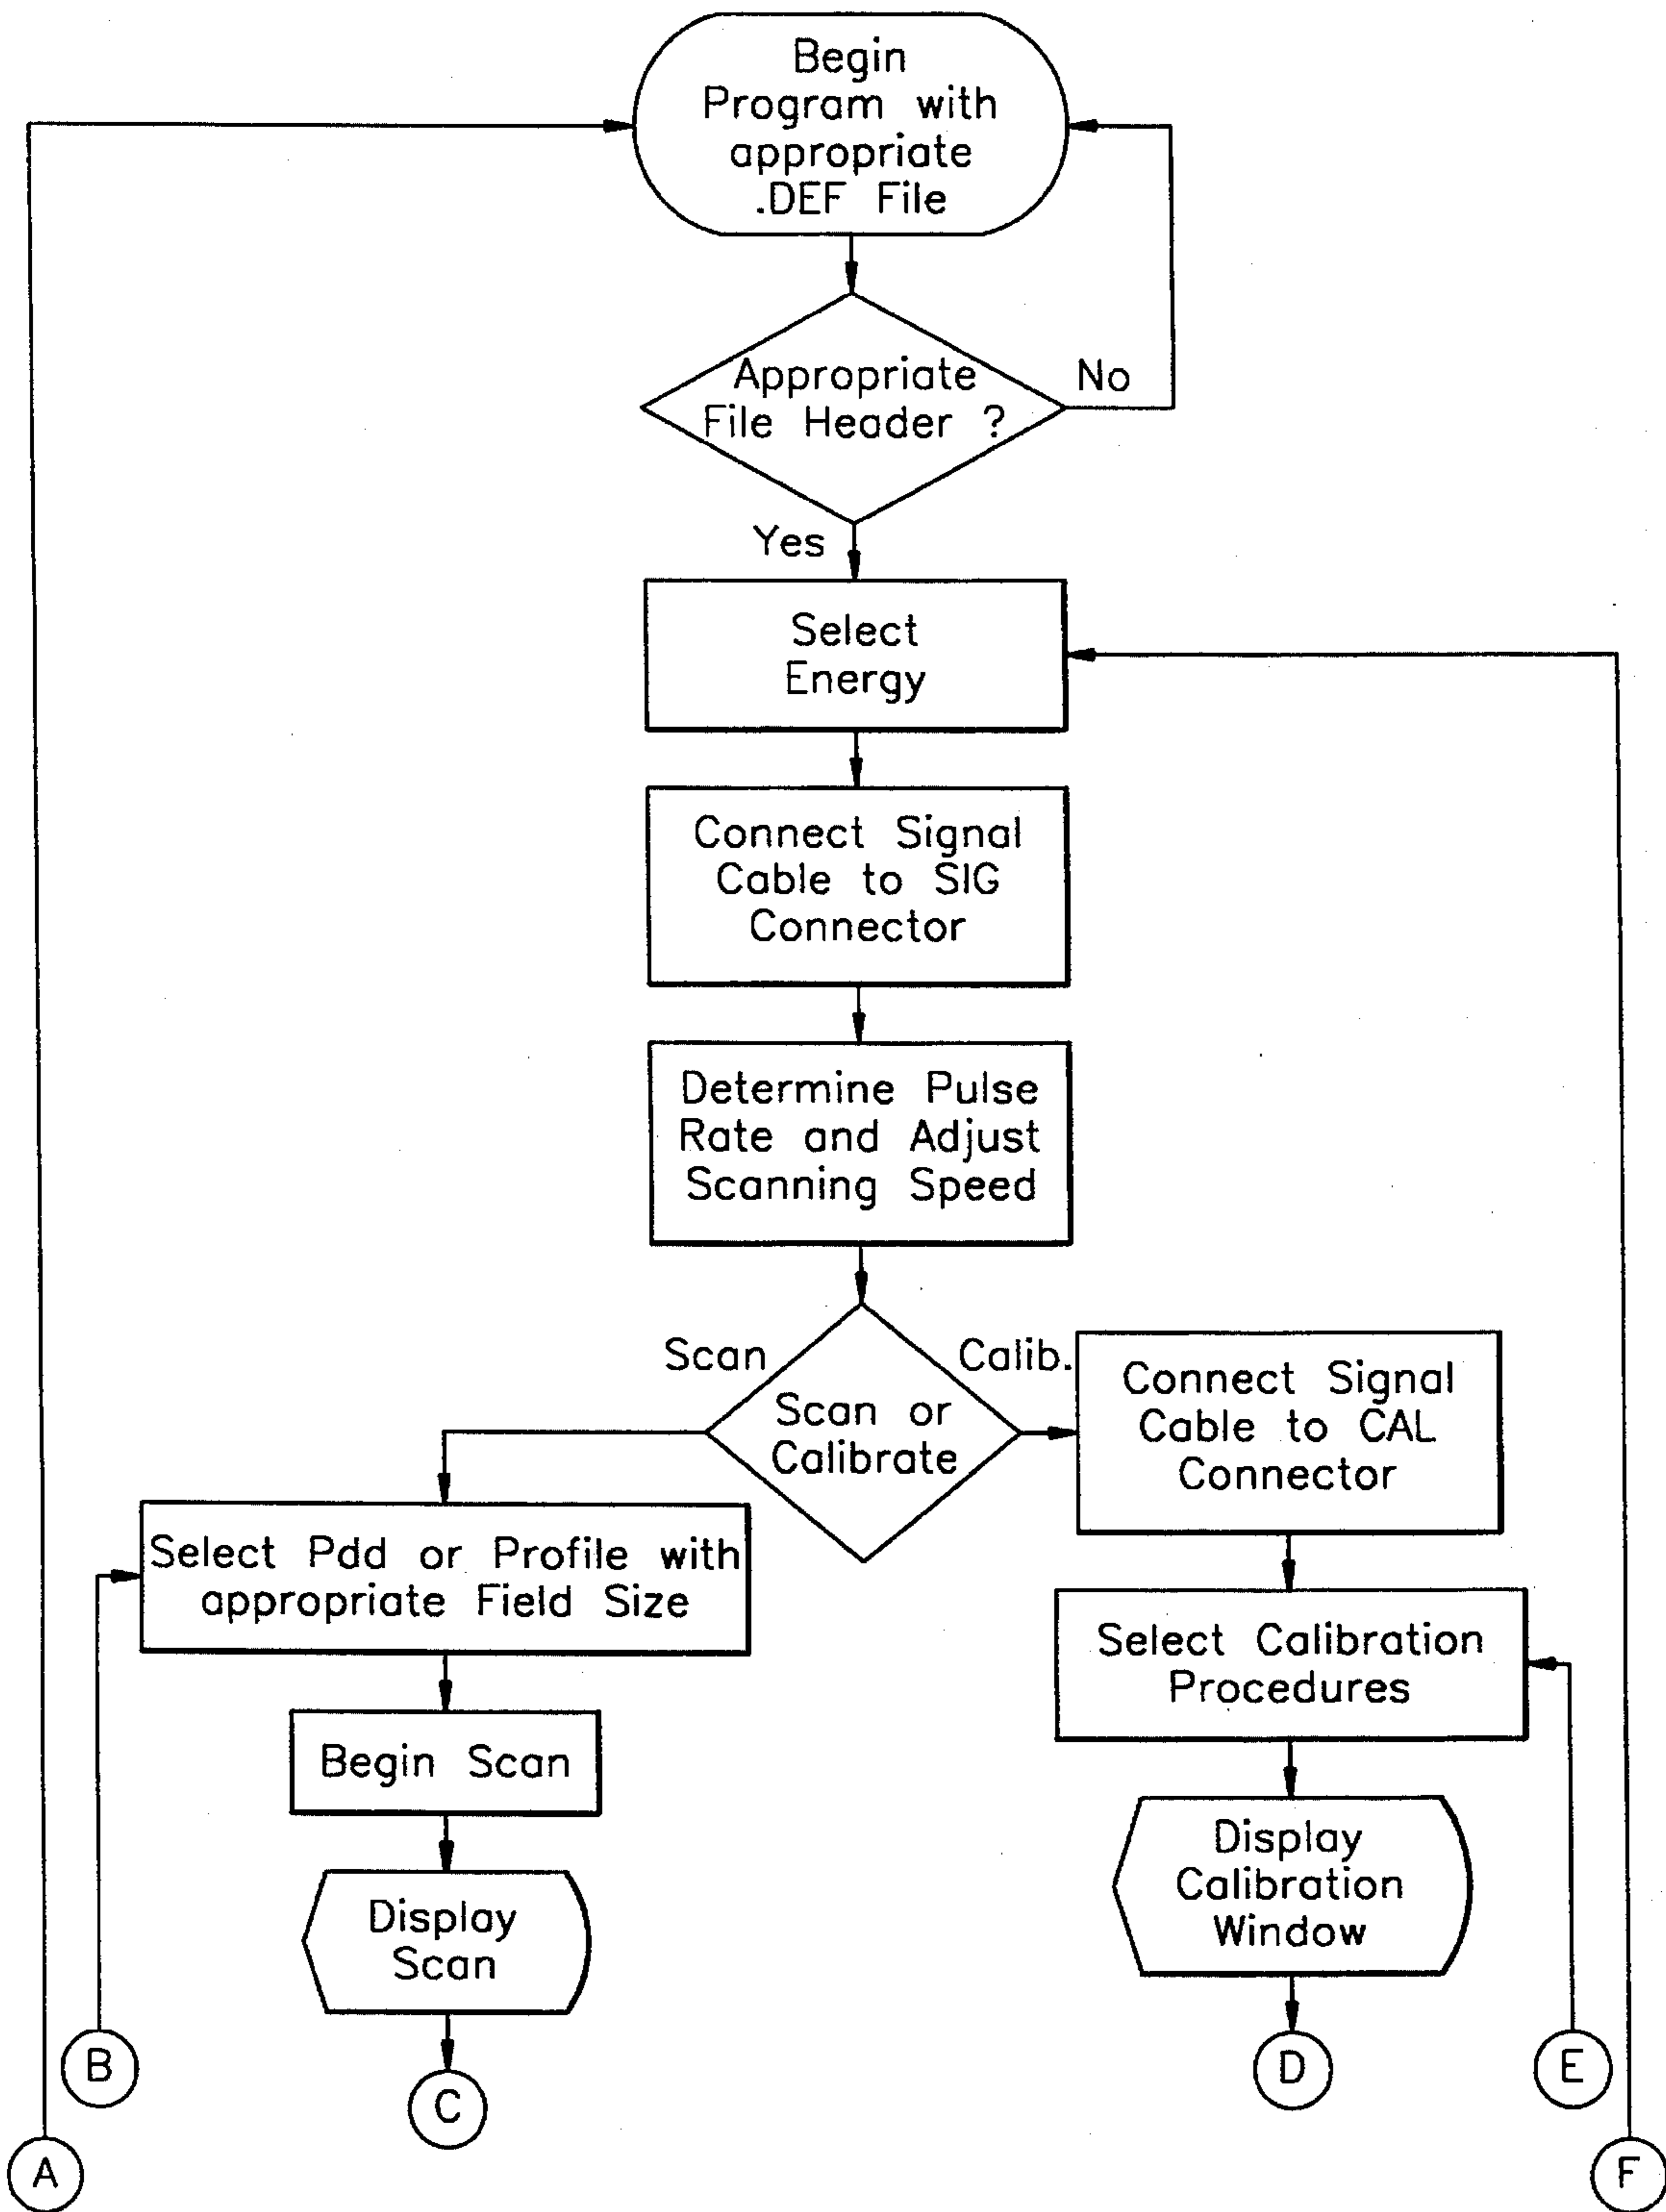 Begin
Program with
appropriate
.DEF File
Appropriate
File Header ?
No
Yes
Select
Energy
Connect Signal
Cable to SIG
Connector
Determine Pulse
Rate and Adjust
Scanning Speed
Scan
Calib.
Scan or
Calibrate
Connect Signal
Cable to CAL
Connector
Select Pdd or Profile with
appropriate Field Size
Select Calibration
Procedures
Begin Scan
Display
Calibration
Window
Display
Scan
B
C
D
E
A
F